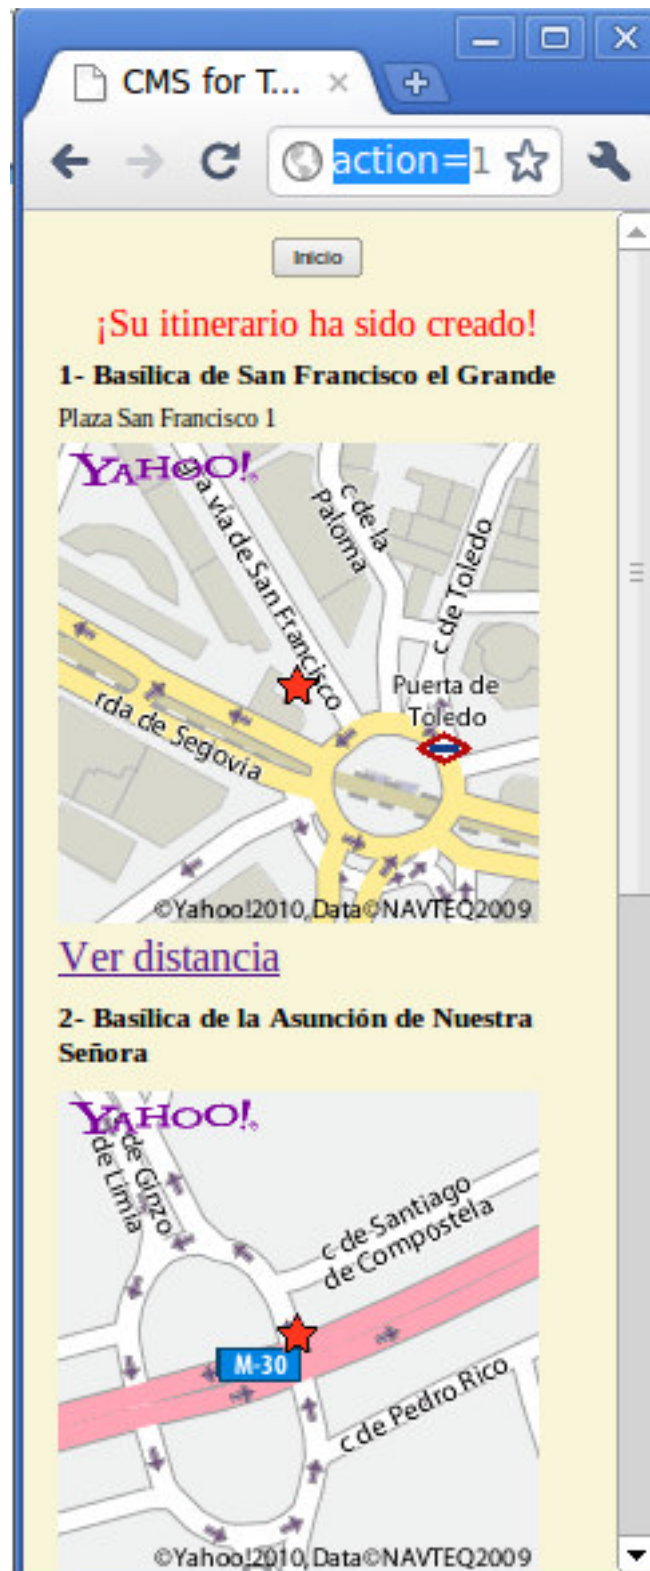 CMS for T...
action=1
Inicio
¡Su itinerario ha sido creado!
1- Basílica de San Francisco el Grande
Plaza San Francisco 1
YAHOO!
vía de San Francisco
c de la
Paloma
c de Toledo
Puerta de
Toledo
rda de Segovia
©Yahoo!2010, Data©NAVTEQ2009
Ver distancia
2- Basílica de la Asunción de Nuestra
Señora
YAHOO!
de Ginzo
de Limia
c de Santiago
de Compostela
M-30
c de Pedro Rico
©Yahoo!2010, Data©NAVTEQ2009